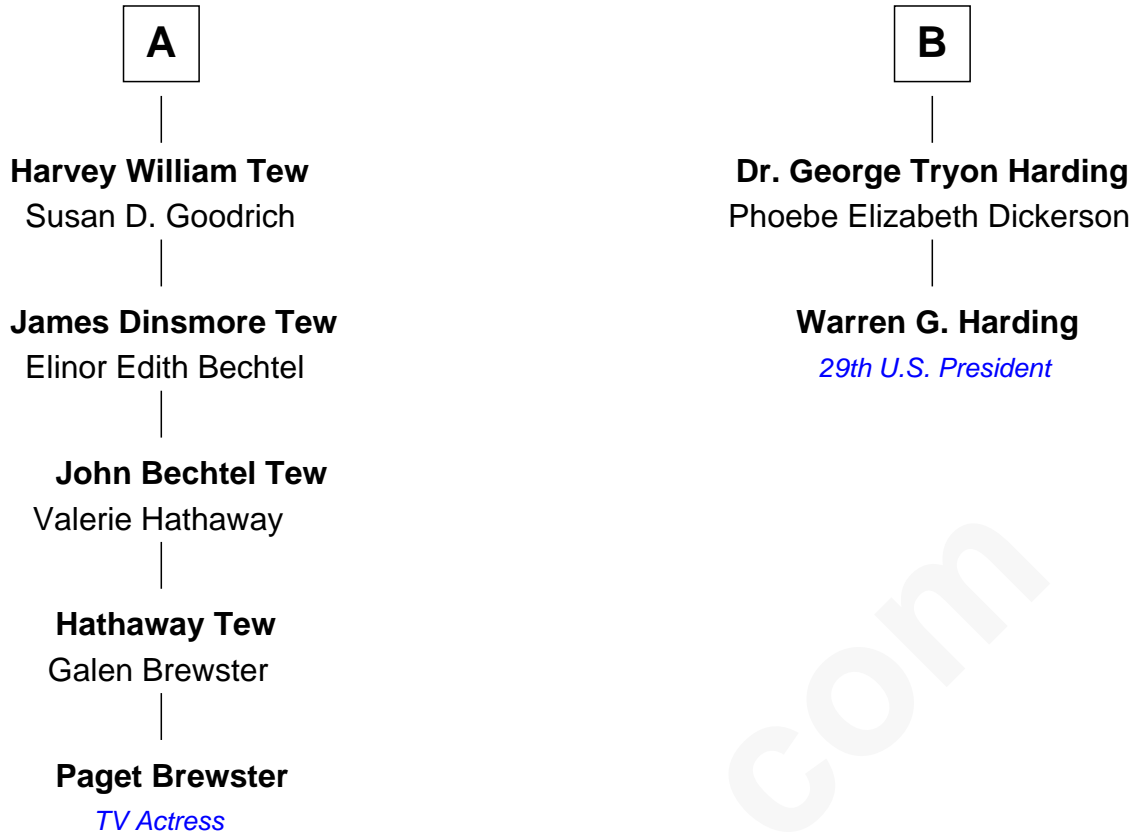 A
Harvey William Tew
Susan D. Goodrich
James Dinsmore Tew
Elinor Edith Bechtel
John Bechtel Tew
Valerie Hathaway
Hathaway Tew
Galen Brewster
Paget Brewster
TV Actress
B
Dr. George Tryon Harding
Phoebe Elizabeth Dickerson
Warren G. Harding
29th U.S. President
com